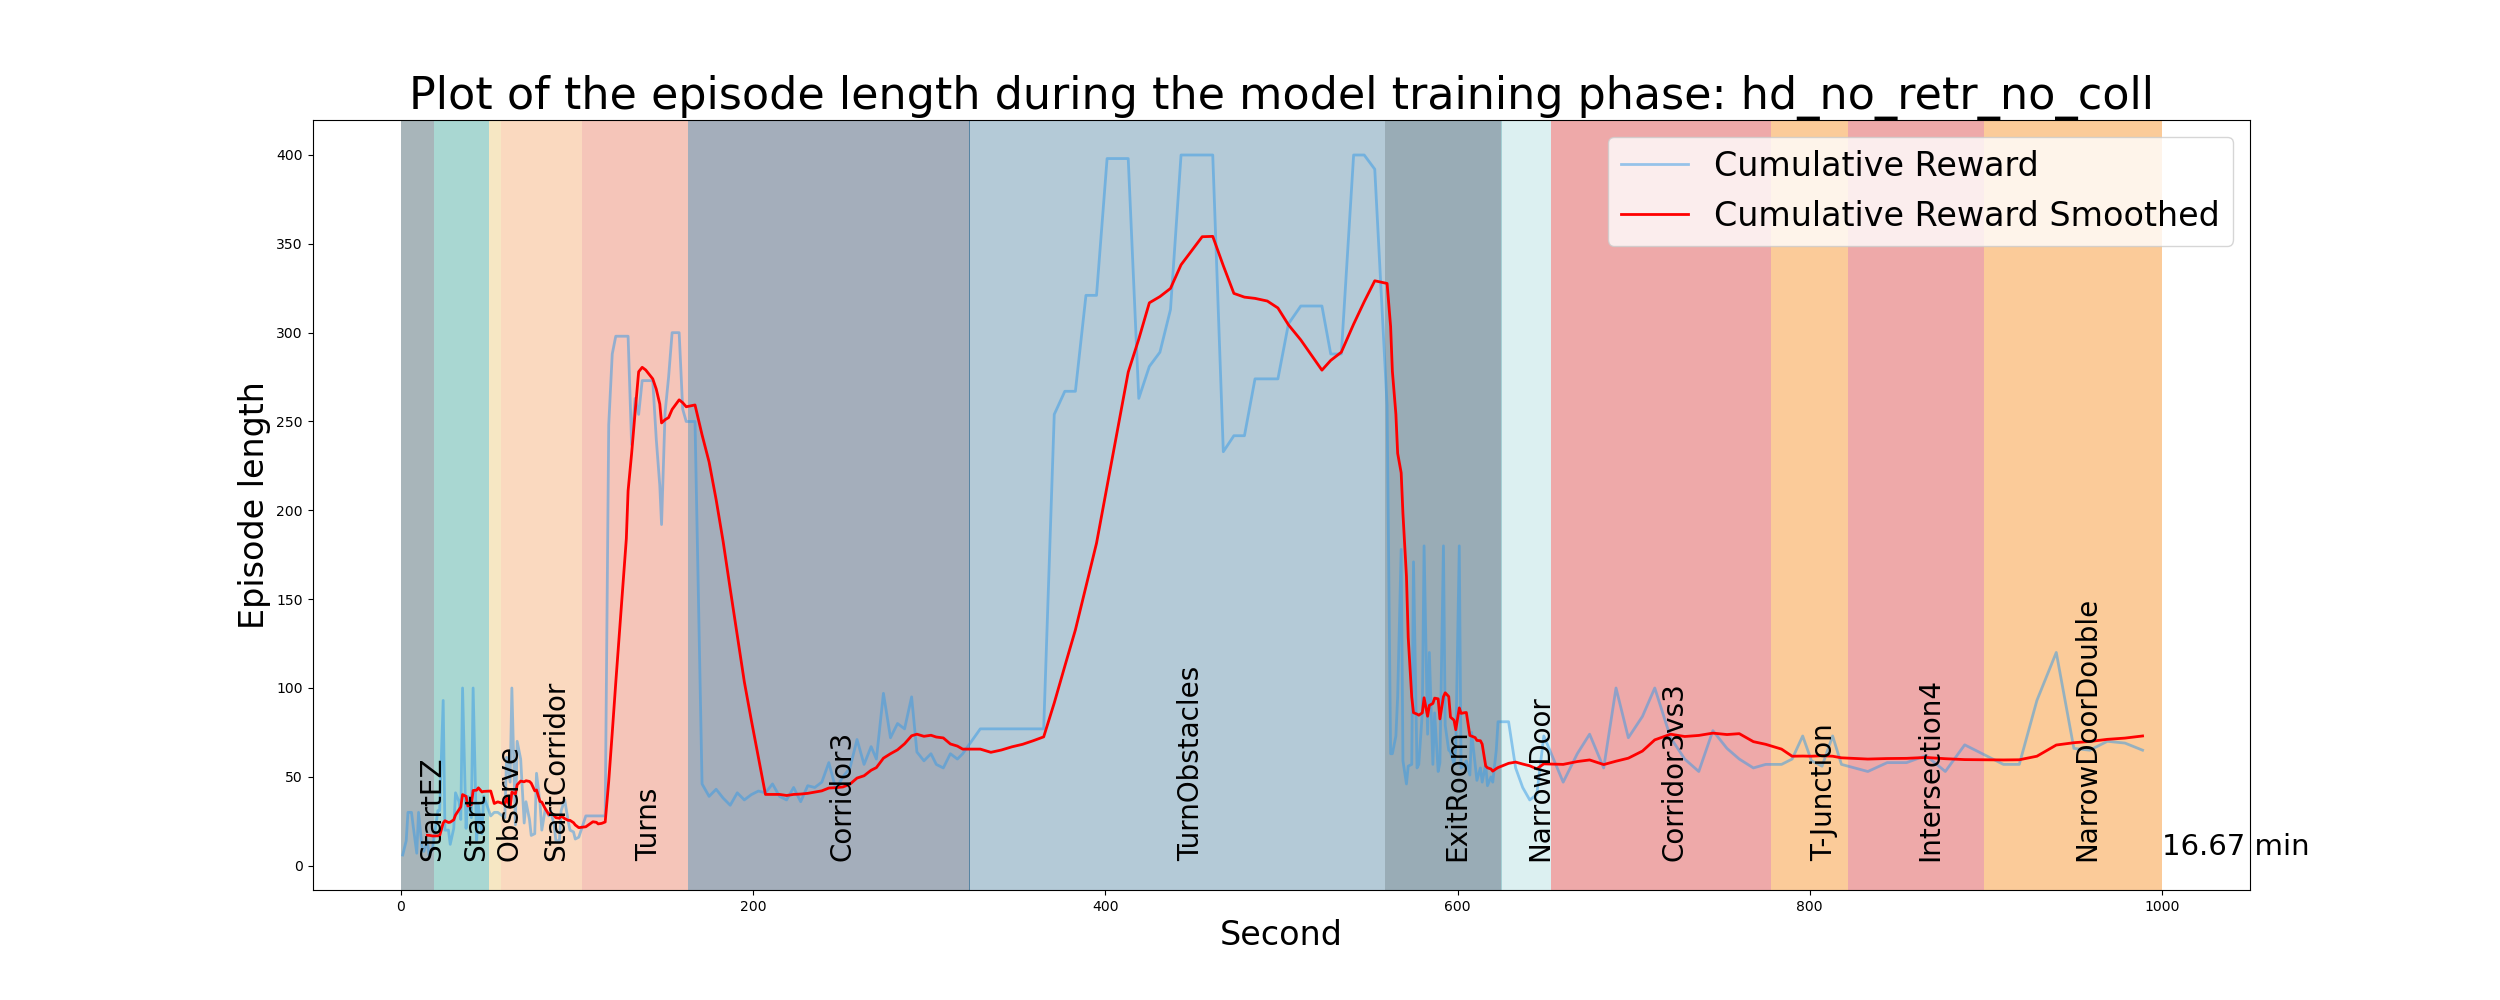 Plot of the episode length during the model training phase: hd_no_retr_no_coll
Cumulative Reward
Cumulative Reward Smoothed
Episode length
400
350
300
250
200
150
100
50
0
StartEZ
Start
Observe
StartCorridor
Turns
Corridor3
TurnObstacles
ExitRoom
NarrowDoor
Corridor3vs3
T-Junction
Intersection4
NarrowDoorDouble
16.67 min
0
200
400
600
800
1000
Second